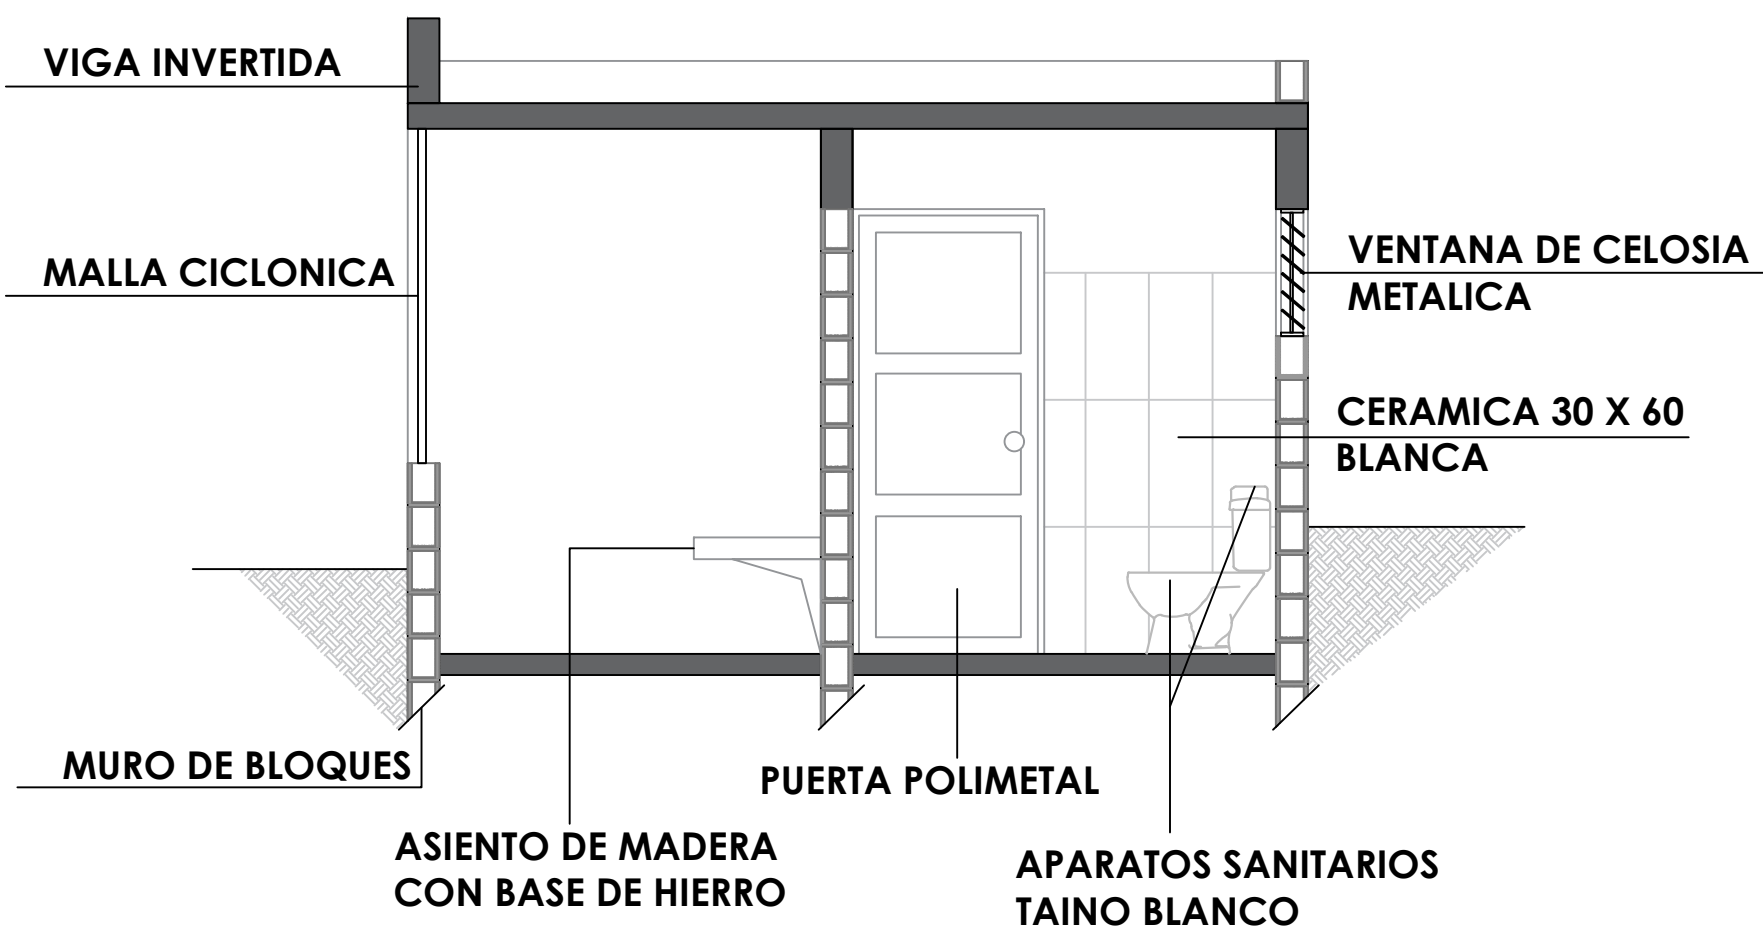 VIGA INVERTIDA
MALLA CICLONICA
VENTANA DE CELOSIA
METALICA
CERAMICA 30 X 60
BLANCA
MURO DE BLOQUES
PUERTA POLIMETAL
ASIENTO DE MADERA
CON BASE DE HIERRO
APARATOS SANITARIOS
TAINO BLANCO